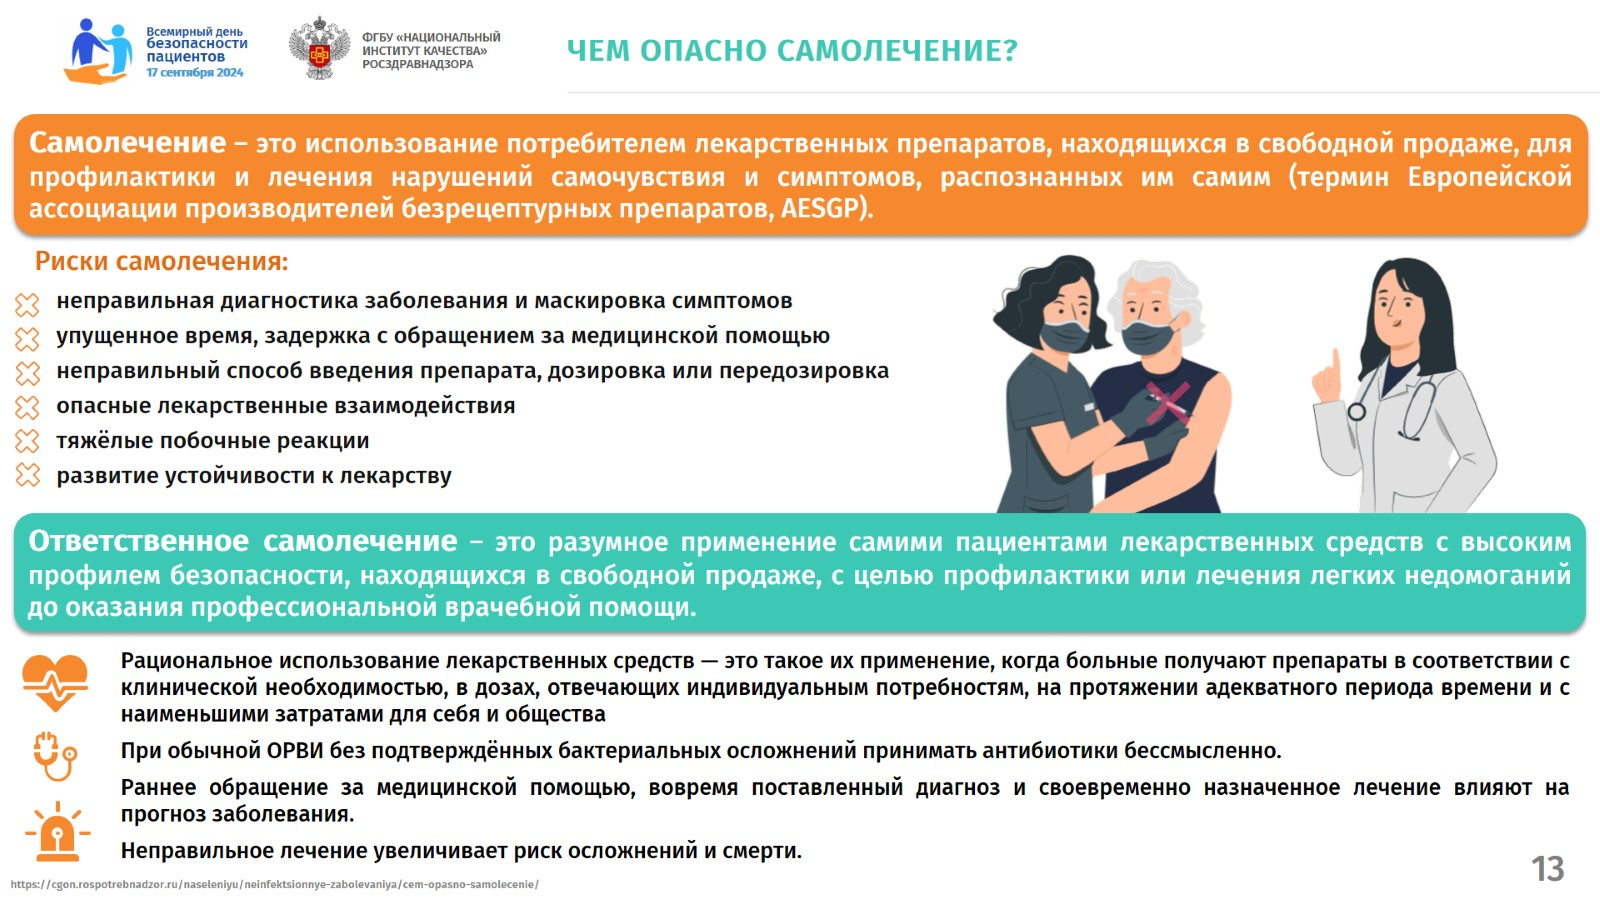 Всемирный день
безопасности
пациентов
17 сентября 2024
ФГБУ «НАЦИОНАЛЬНЫЙ
ИНСТИТУТ КАЧЕСТВА»
РОСЗДРАВНАДЗОРА
ЧЕМ ОПАСНО САМОЛЕЧЕНИЕ?
Самолечение – это использование потребителем лекарственных препаратов, находящихся в свободной продаже, для
профилактики и лечения нарушений самочувствия и симптомов, распознанных им самим (термин Европейской
ассоциации производителей безрецептурных препаратов, AESGP).
Риски самолечения:
неправильная диагностика заболевания и маскировка симптомов
упущенное время, задержка с обращением за медицинской помощью
неправильный способ введения препарата, дозировка или передозировка
опасные лекарственные взаимодействия
тяжёлые побочные реакции
развитие устойчивости к лекарству
Ответственное самолечение – это разумное применение самими пациентами лекарственных средств с высоким
профилем безопасности, находящихся в свободной продаже, с целью профилактики или лечения легких недомоганий
до оказания профессиональной врачебной помощи.
Рациональное использование лекарственных средств — это такое их применение, когда больные получают препараты в соответствии с
клинической необходимостью, в дозах, отвечающих индивидуальным потребностям, на протяжении адекватного периода времени и с
наименьшими затратами для себя и общества
При обычной ОРВИ без подтверждённых бактериальных осложнений принимать антибиотики бессмысленно.
Раннее обращение за медицинской помощью, вовремя поставленный диагноз и своевременно назначенное лечение влияют на
прогноз заболевания.
Неправильное лечение увеличивает риск осложнений и смерти.
https://cgon.rospotrebnadzor.ru/naseleniyu/neinfektsionnye-zabolevaniya/cem-opasno-samolecenie/
13